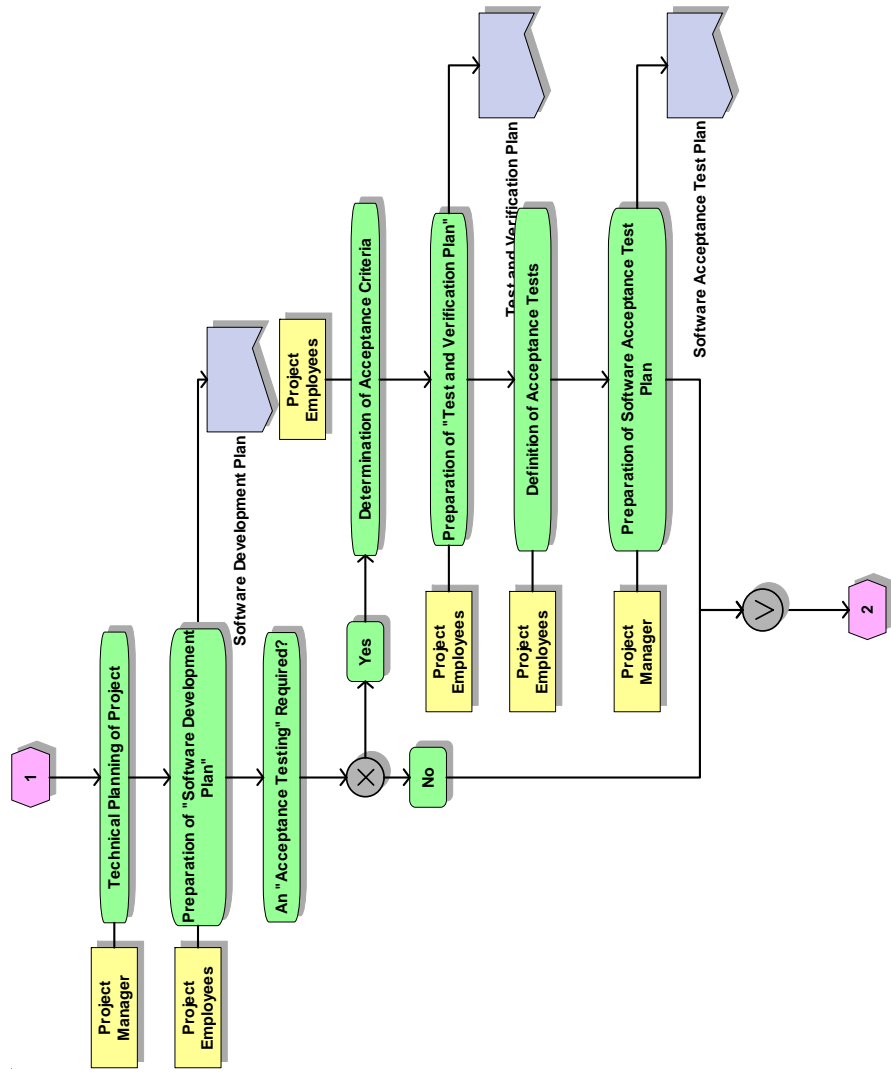 1
Technical Planning of Project
Project
Manager
Preparation of "Software Development
Plan"
Project
Employees
Software Development Plan
An "Acceptance Testing" Required?
Yes
No
Project
Employees
Determination of Acceptance Criteria
Preparation of "Test and Verification Plan"
Project
Employees
Test and Verification Plan
Definition of Acceptance Tests
Project
Employees
Preparation of Software Acceptance Test
Plan
Project
Manager
Software Acceptance Test Plan
2